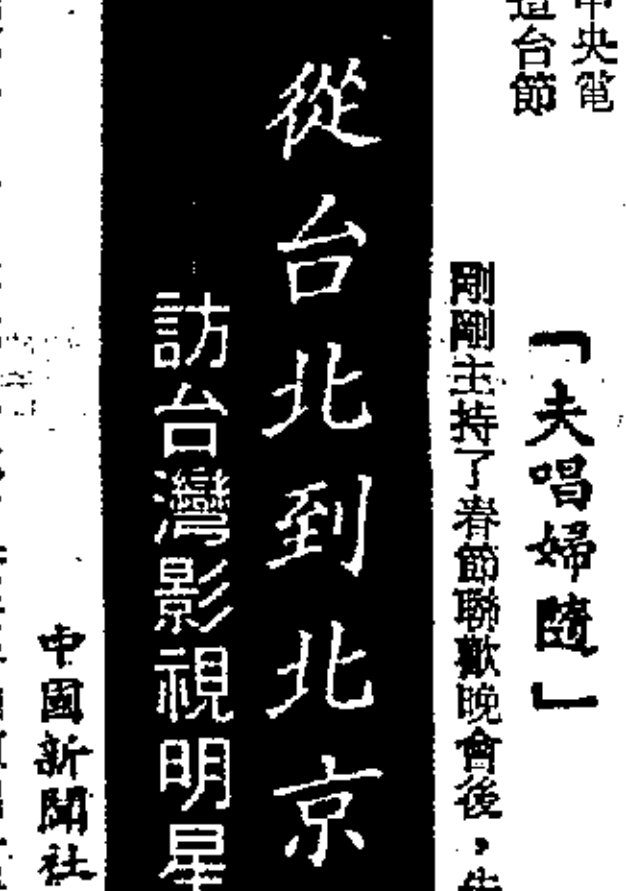 央電
台節
「夫唱婦隨」
剛剛主持了春節聯歡晚會後，
從台北到北京
訪台灣影視明星
中國新聞社